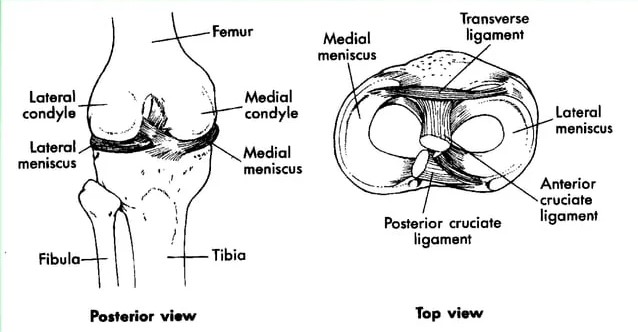 Femur
Lateral
condyle
Medial
condyle
Lateral
meniscus
Medial
meniscus
Fibula
Tibia
Posterior view
Transverse
ligament
Medial
meniscus
Lateral
meniscus
Anterior
cruciate
ligament
Posterior cruciate
ligament
Top view